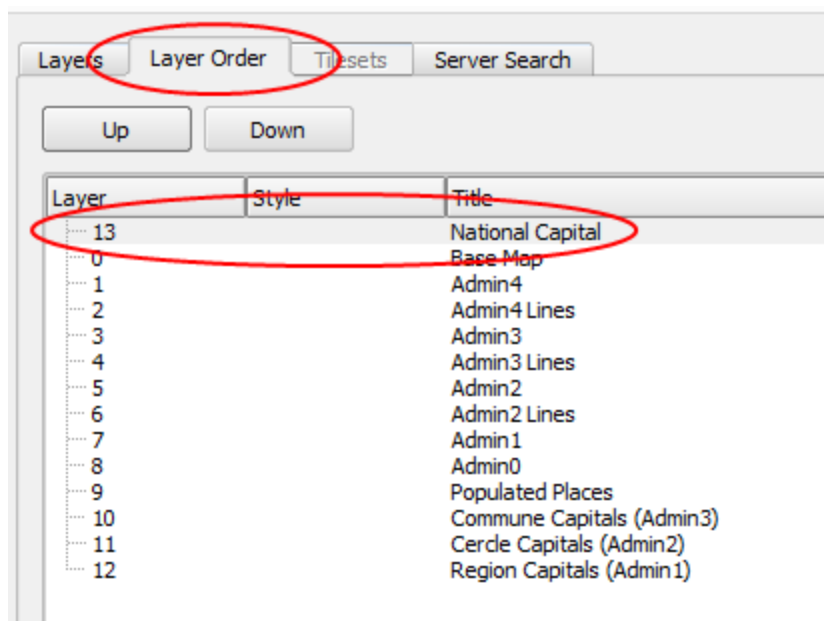 Layers Layer Order Tilesets Server Search
Up Down
Layer Style Title
13 National Capital
0 Base Map
1 Admin4
2 Admin4 Lines
3 Admin3
4 Admin3 Lines
5 Admin2
6 Admin2 Lines
7 Admin1
8 Admin0
9 Populated Places
10 Commune Capitals (Admin3)
11 Cercle Capitals (Admin2)
12 Region Capitals (Admin1)